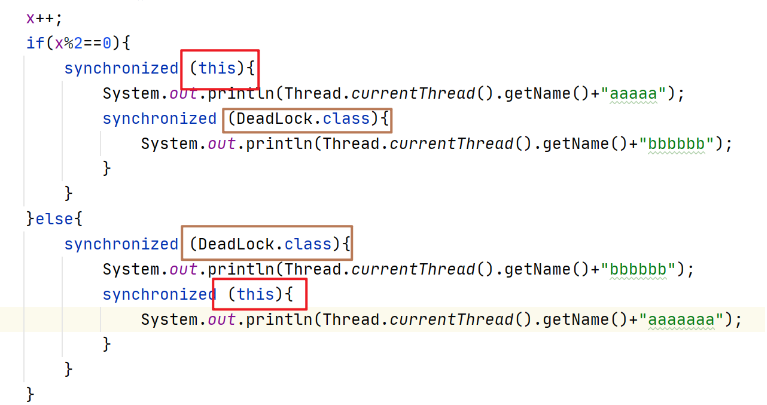 x++;
if(x%2==0){
synchronized (this){
System.out.println(Thread.currentThread().getName()+"aaaaa");
synchronized (DeadLock.class){
System.out.println(Thread.currentThread().getName()+"bbbbbb");
}
}
}else{
synchronized (DeadLock.class){
System.out.println(Thread.currentThread().getName()+"bbbbbb");
synchronized (this){
System.out.println(Thread.currentThread().getName()+"aaaaaaa");
}
}
}